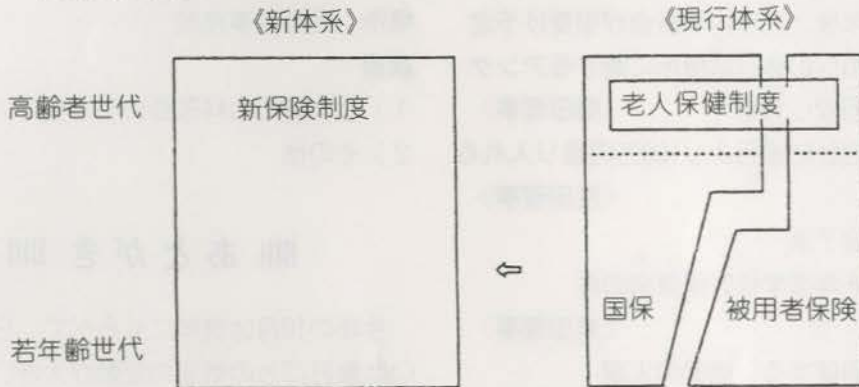 《新体系》 《現行体系》
高齢者世代 新保険制度 老人保健制度
⇦
国保 被用者保険
若年齢世代